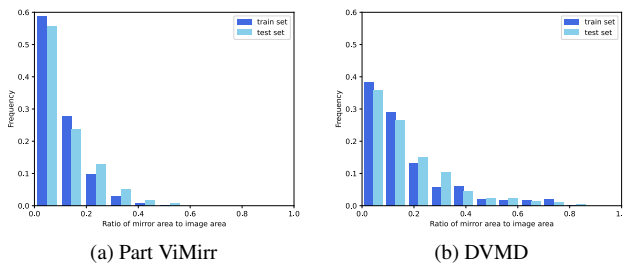 0.6
0.5
0.4
0.3
0.2
0.1
0.0
Frequency
train set
test set
0.0 0.2 0.4 0.6 0.8 1.0
Ratio of mirror area to image area
(a) Part ViMirr
0.6
0.5
0.4
0.3
0.2
0.1
0.0
Frequency
train set
test set
0.0 0.2 0.4 0.6 0.8 1.
Ratio of mirror area to image area
(b) DVMD